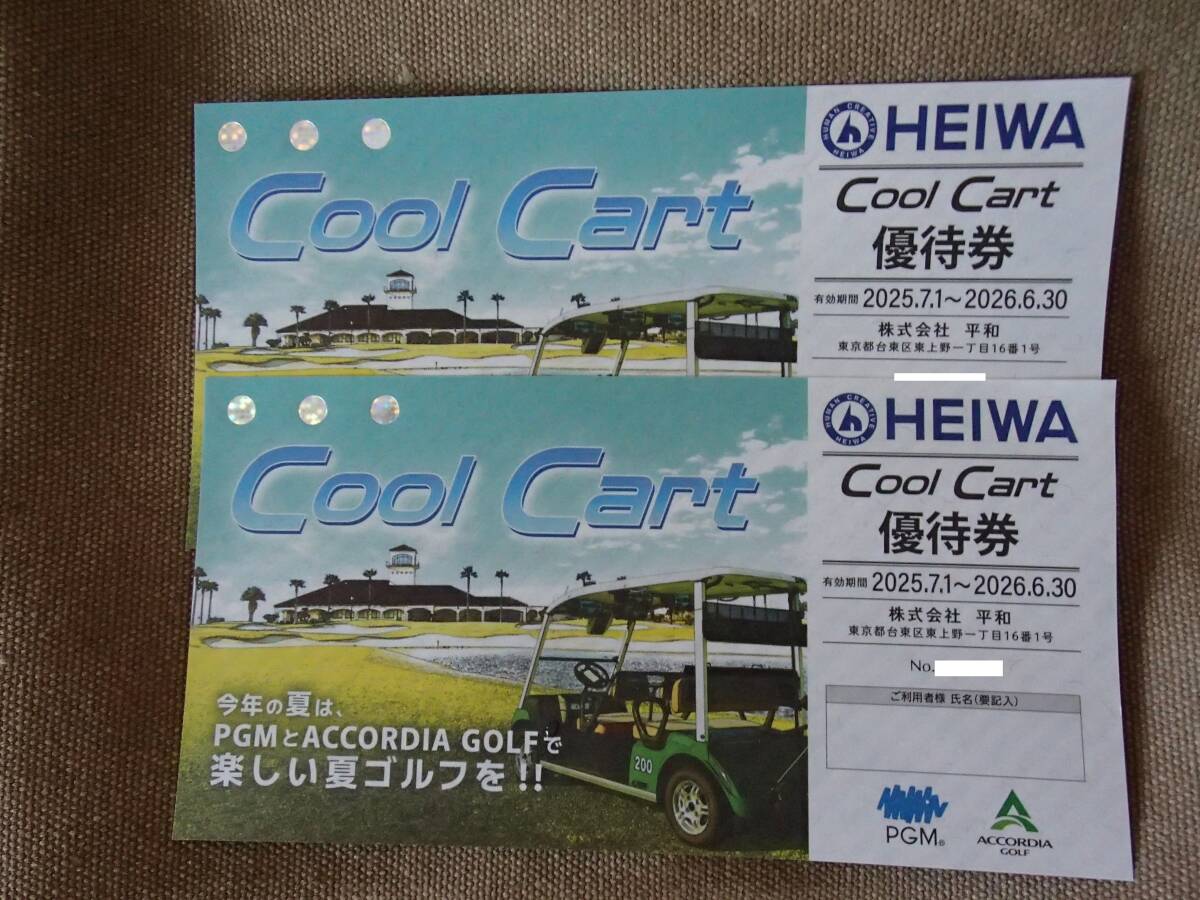 Cool Cart
HUMAN CREATIVE
HEIWA
HEIWA
Cool Cart
優待券
有効期間 2025.7.1～2026.6.30
株式会社 平和
東京都台東区東上野一丁目16番1号
Cool Cart
今年の夏は、
PGMとACCORDIA GOLFで
楽しい夏ゴルフを!!
200
HUMAN CREATIVE
HEIWA
HEIWA
Cool Cart
優待券
有効期間 2025.7.1～2026.6.30
株式会社 平和
東京都台東区東上野一丁目16番1号
No.
ご利用者様 氏名(要記入)
PGM®
ACCORDIA
GOLF